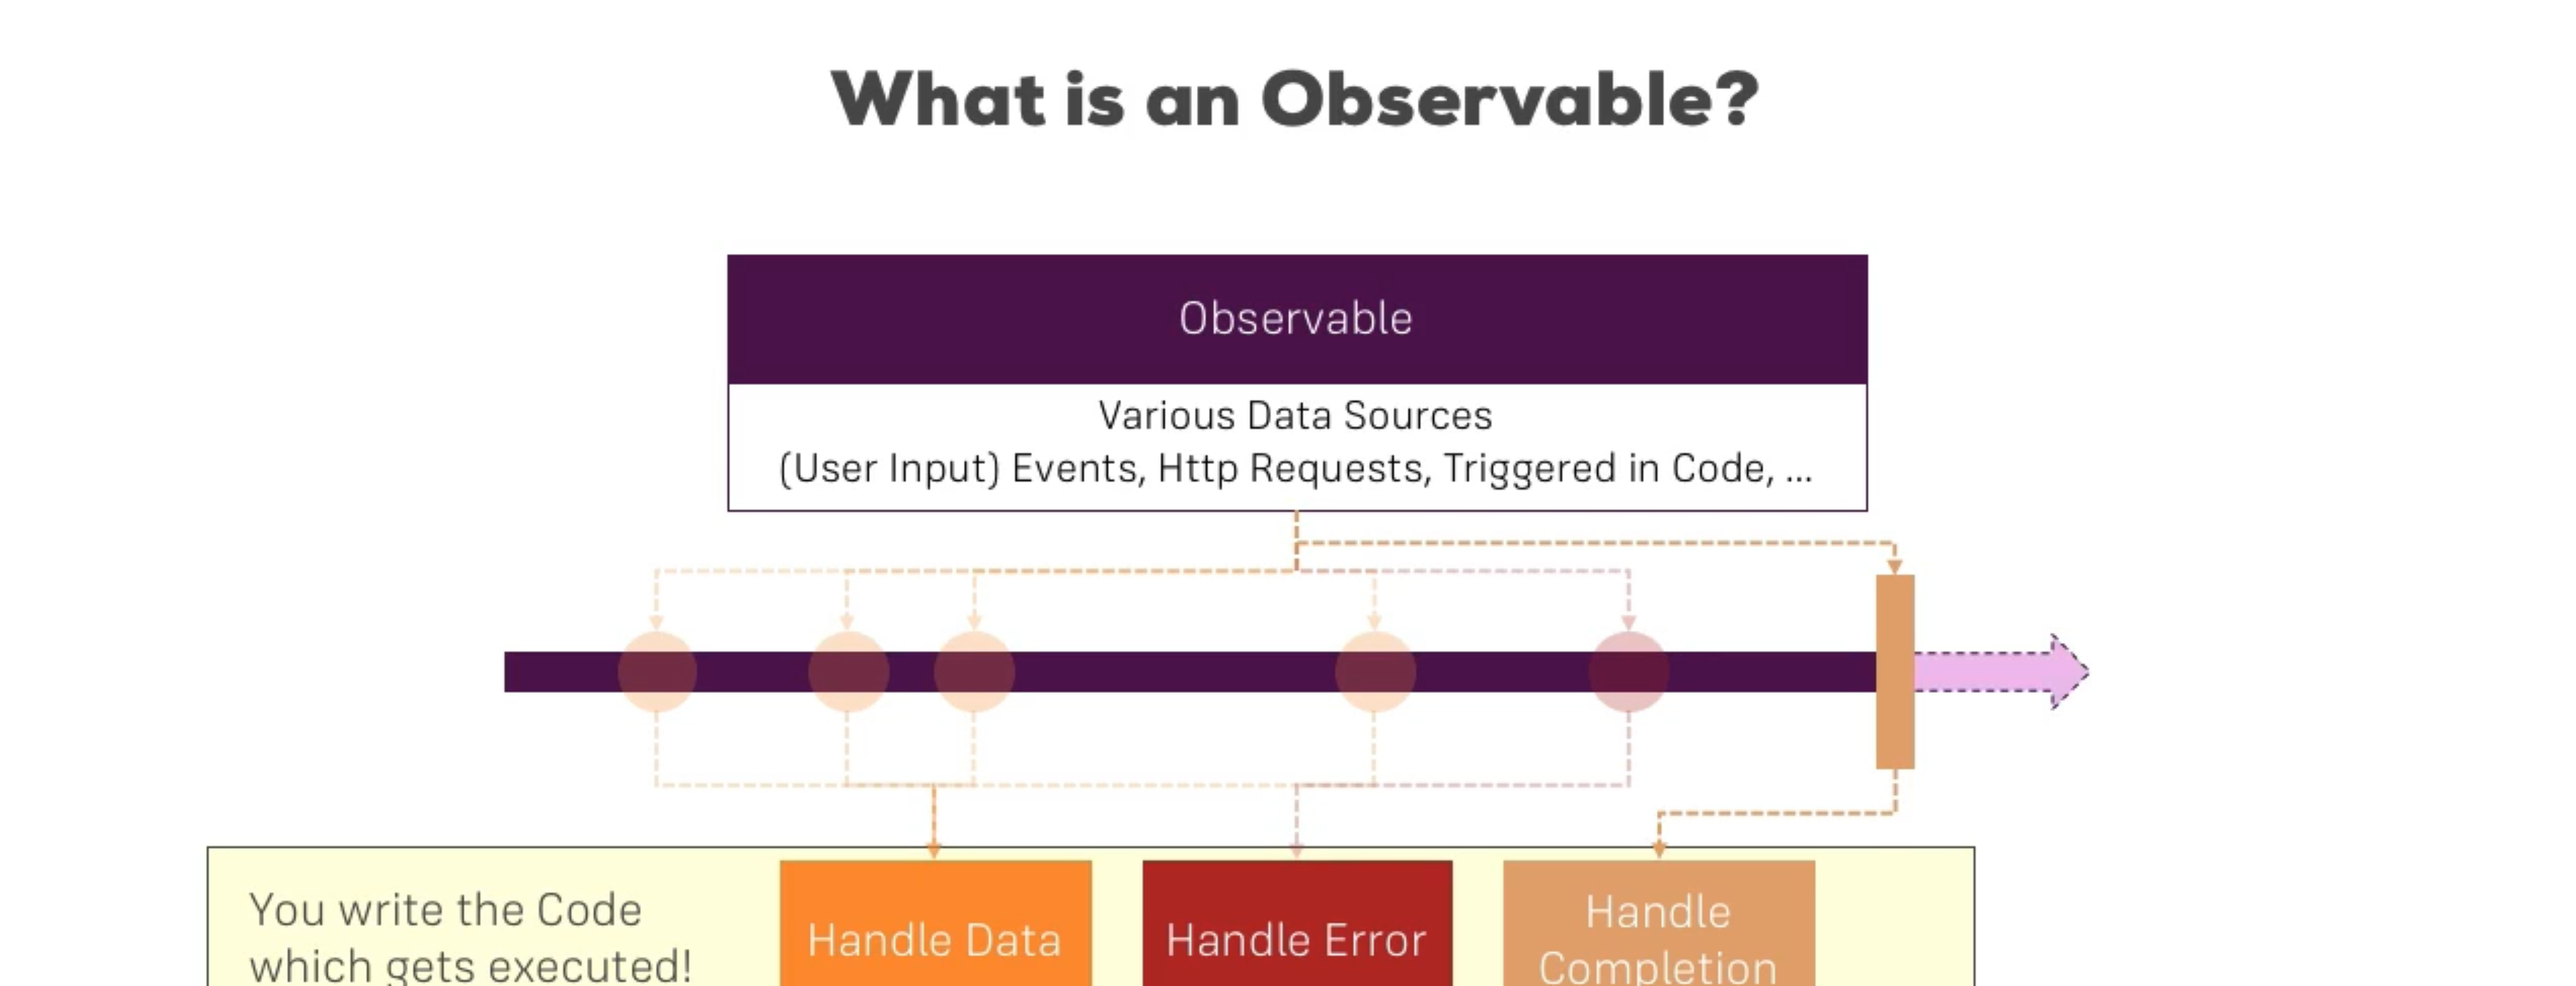 What is an Observable?
Observable
Various Data Sources
(User Input) Events, Http Requests, Triggered in Code, ...
You write the Code
which gets executed!
Handle Data
Handle Error
Handle
Completion